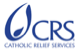 CRS
CATHOLIC RELIEF SERVICES